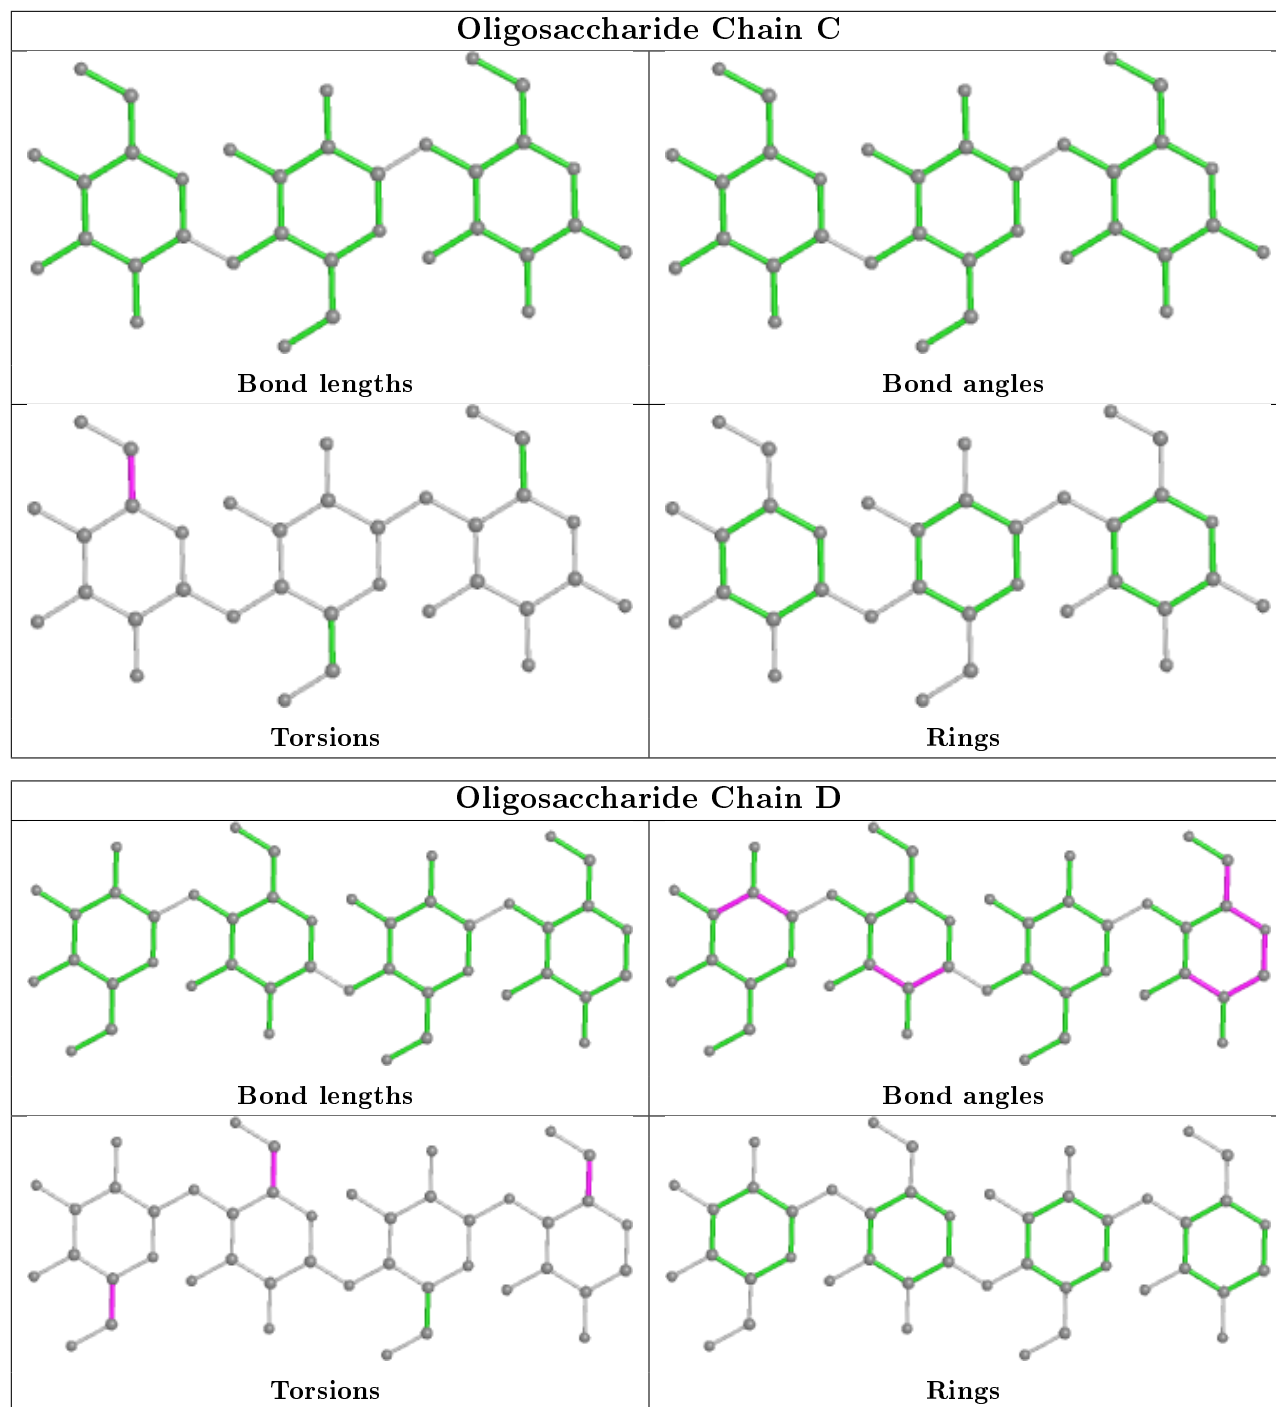 Oligosaccharide Chain C
Bond lengths
Bond angles
Torsions
Rings
Oligosaccharide Chain D
Bond lengths
Bond angles
Torsions
Rings